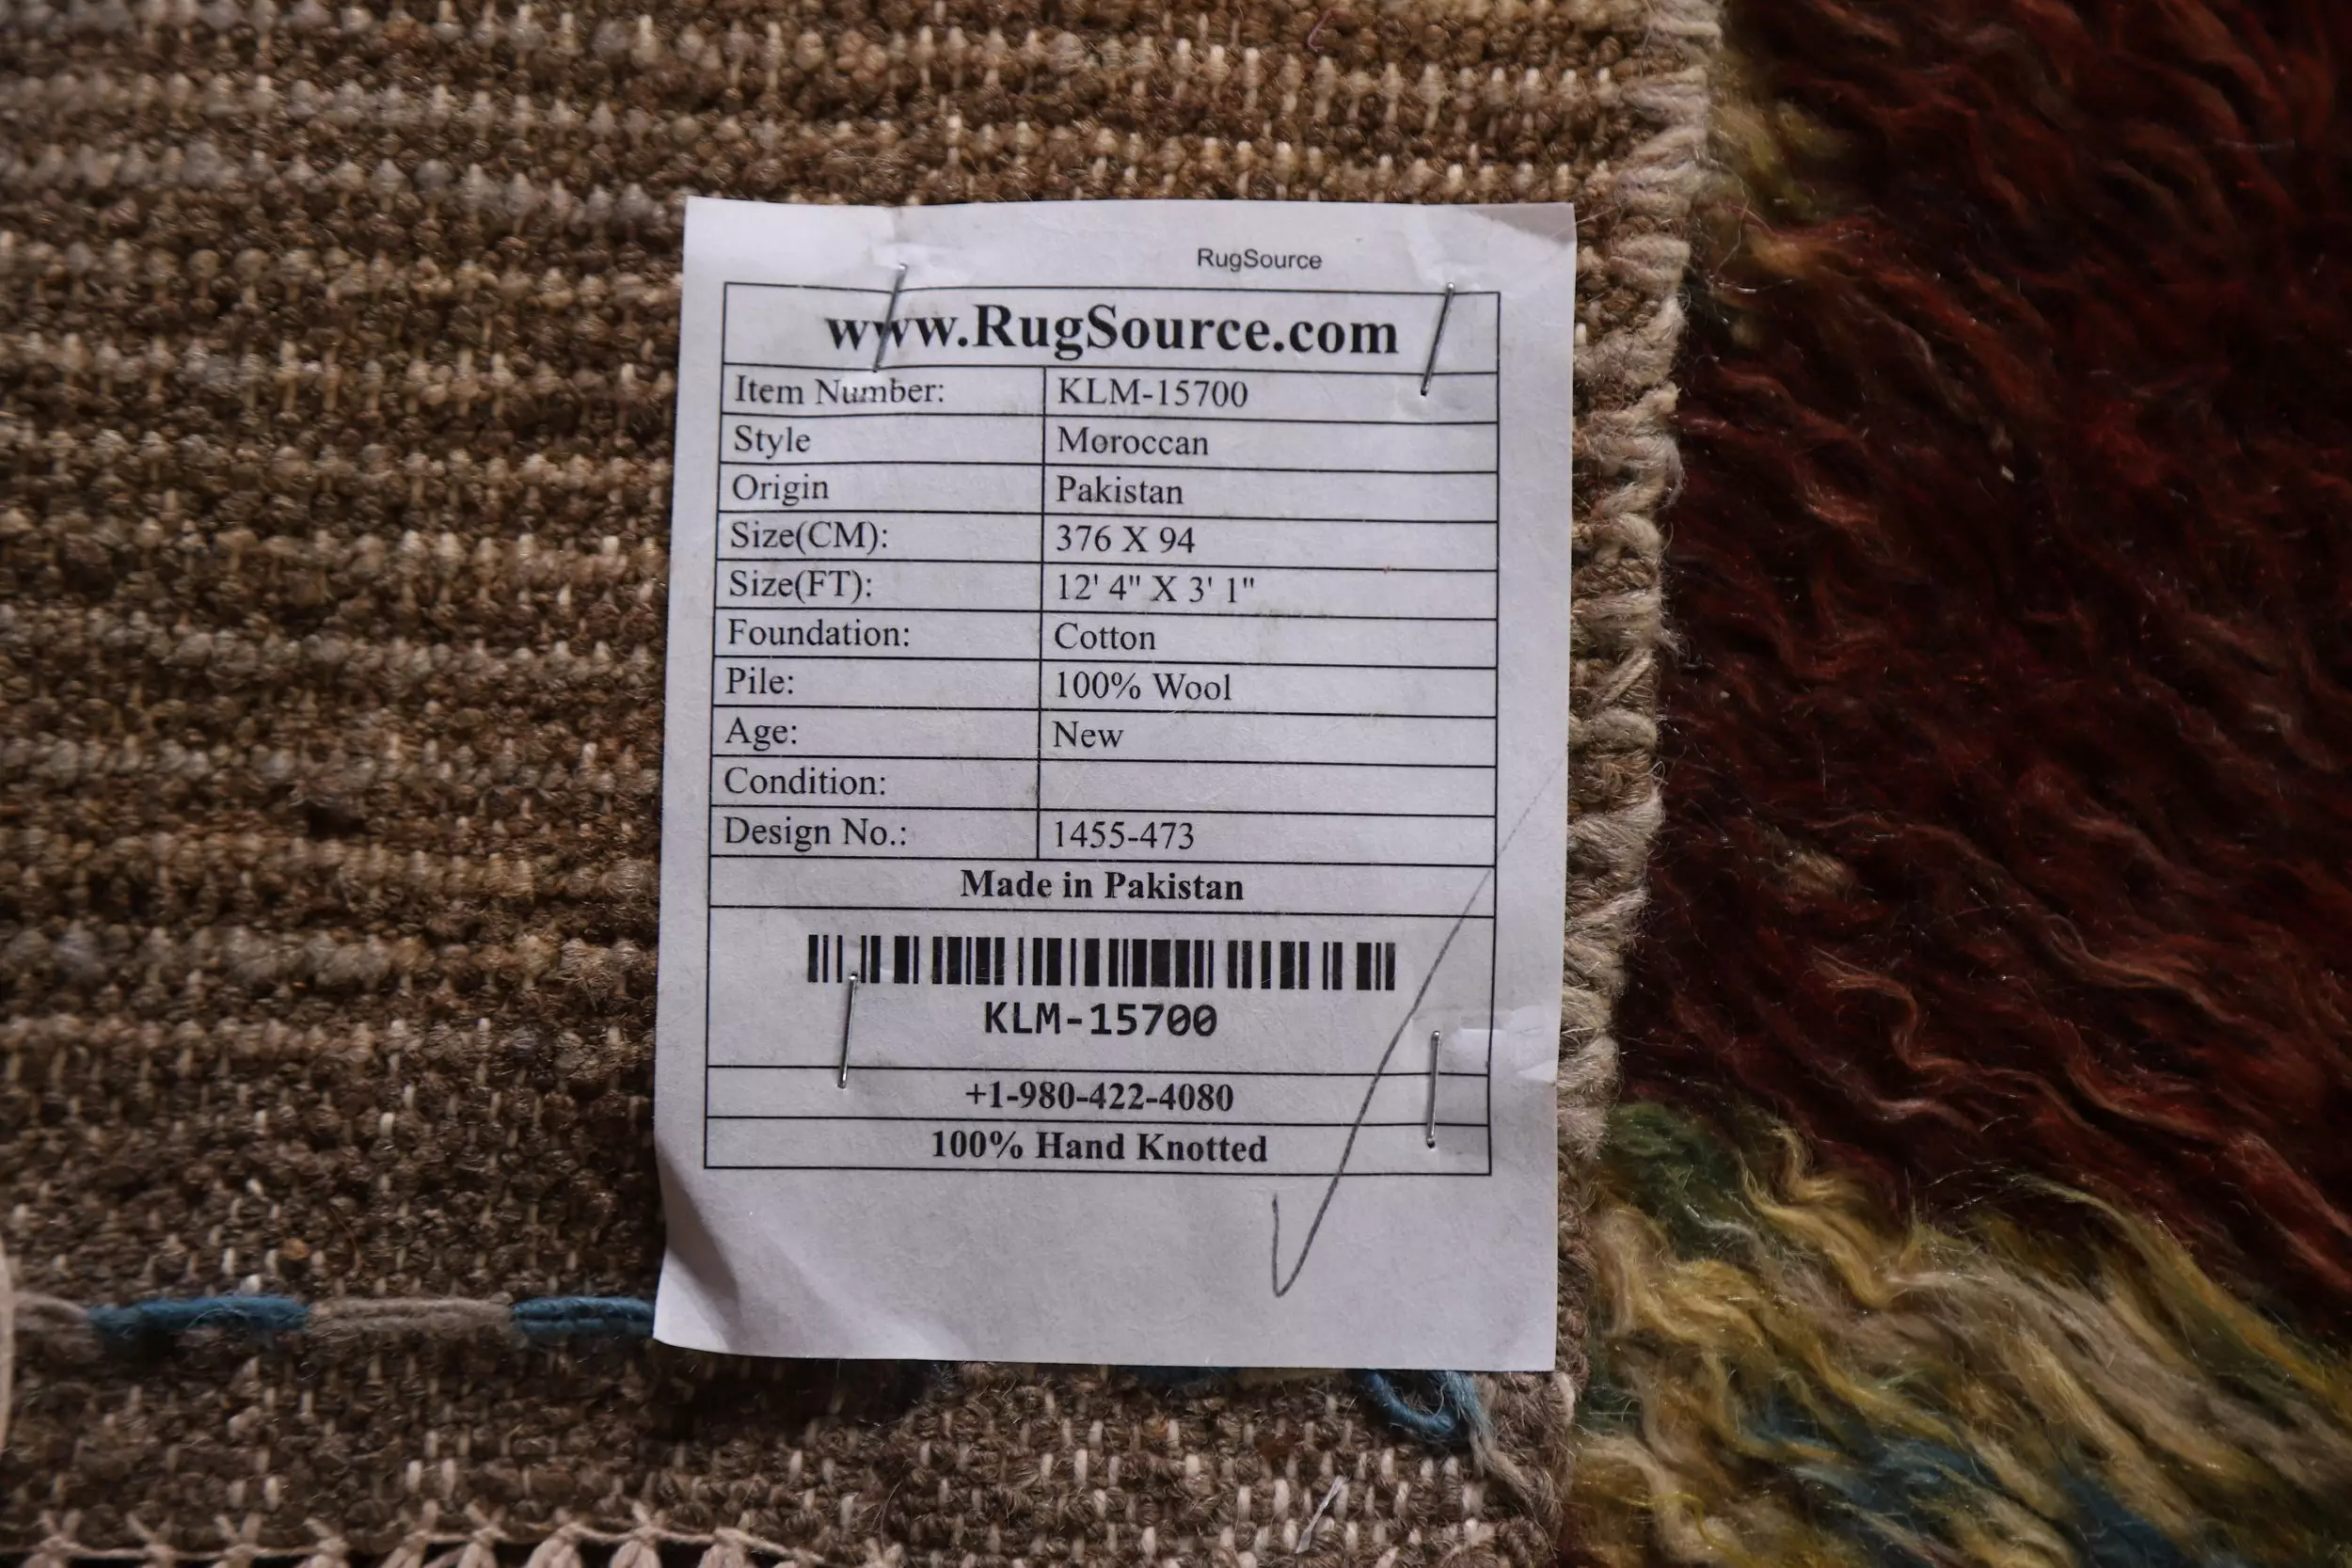 RugSource
www.RugSource.com
Item Number: KLM-15700
Style Moroccan
Origin Pakistan
Size(CM): 376 X 94
Size(FT): 12' 4" X 3' 1"
Foundation: Cotton
Pile: 100% Wool
Age: New
Condition:
Design No.: 1455-473
Made in Pakistan
KLM-15700
+1-980-422-4080
100% Hand Knotted